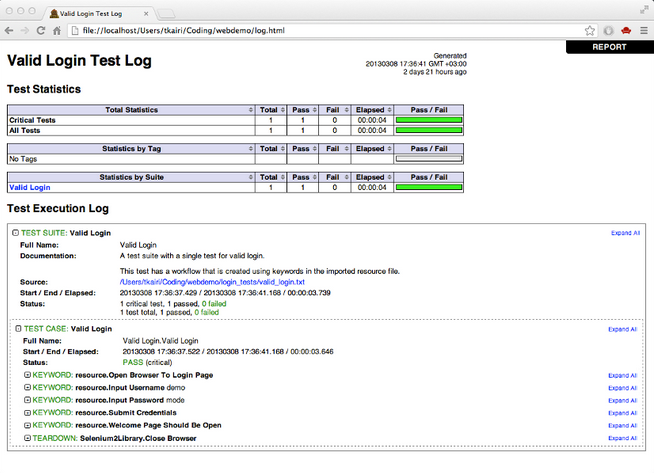 Valid Login Test Log
file://localhost/Users/tkairi/Coding/webdemo/log.html
REPORT
Valid Login Test Log
Generated
20130308 17:36:41 GMT +03:00
2 days 21 hours ago
Test Statistics
Total Statistics Total Pass Fail Elapsed Pass / Fail
Critical Tests 1 1 0 00:00:04
All Tests 1 1 0 00:00:04
Statistics by Tag Total Pass Fail Elapsed Pass / Fail
No Tags
Statistics by Suite Total Pass Fail Elapsed Pass / Fail
Valid Login 1 1 0 00:00:04
Test Execution Log
TEST SUITE: Valid Login Expand All
Full Name: Valid Login
Documentation: A test suite with a single test for valid login.
This test has a workflow that is created using keywords in the imported resource file.
Source: /Users/tkairi/Coding/webdemo/login_tests/valid_login.txt
Start / End / Elapsed: 20130308 17:36:37.429 / 20130308 17:36:41.168 / 00:00:03.739
Status: 1 critical test, 1 passed, 0 failed
1 test total, 1 passed, 0 failed
TEST CASE: Valid Login Expand All
Full Name: Valid Login.Valid Login
Start / End / Elapsed: 20130308 17:36:37.522 / 20130308 17:36:41.168 / 00:00:03.646
Status: PASS (critical)
KEYWORD: resource.Open Browser To Login Page Expand All
KEYWORD: resource.Input Username demo Expand All
KEYWORD: resource.Input Password mode Expand All
KEYWORD: resource.Submit Credentials Expand All
KEYWORD: resource.Welcome Page Should Be Open Expand All
TEARDOWN: Selenium2Library.Close Browser Expand All